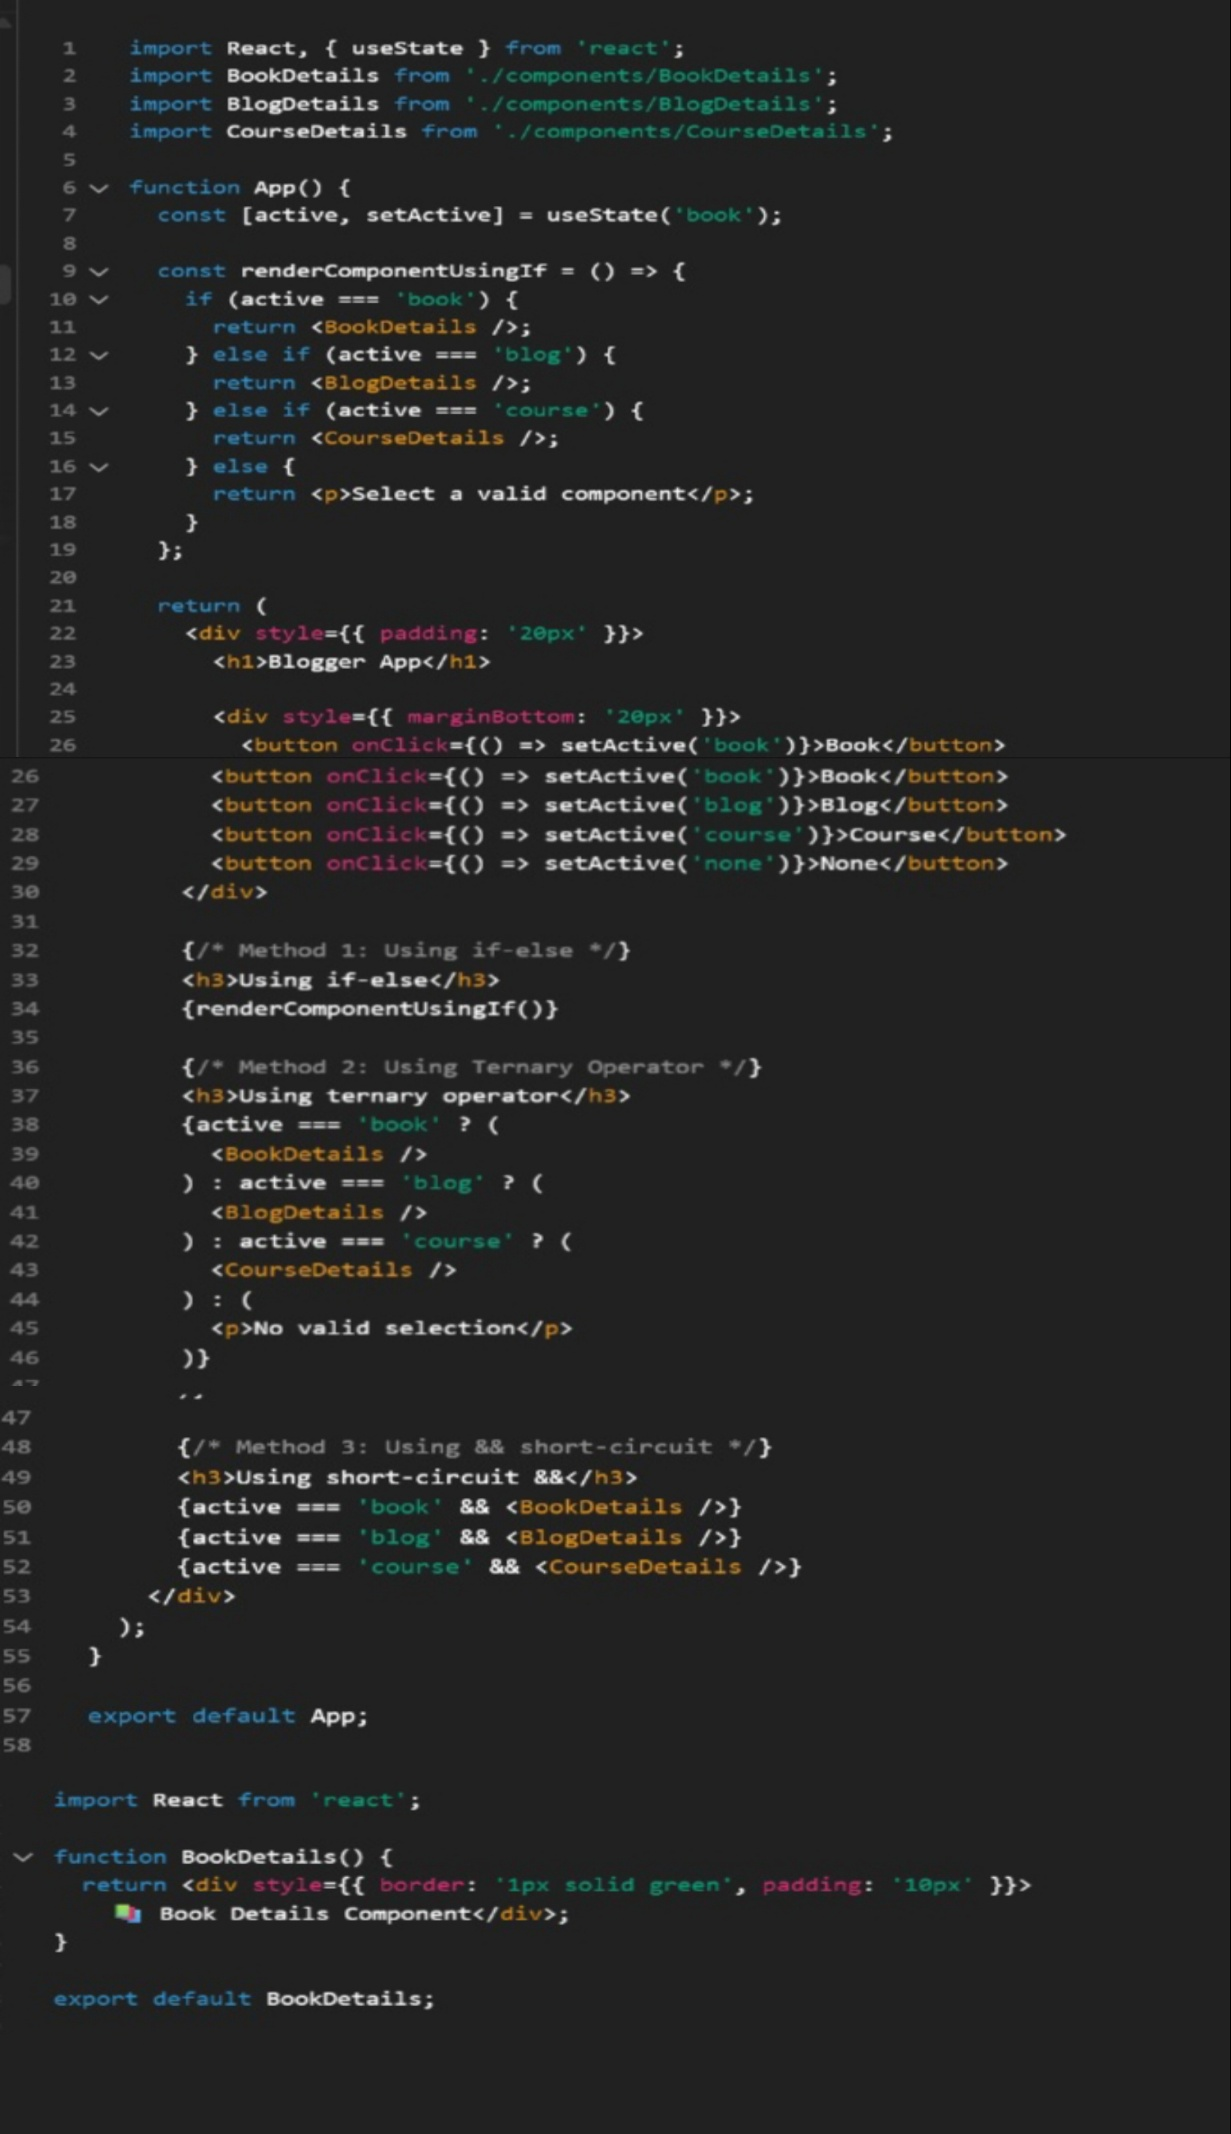 1 import React, { useState } from 'react';
2 import BookDetails from './components/BookDetails';
3 import BlogDetails from './components/BlogDetails';
4 import CourseDetails from './components/CourseDetails';
5
6 function App() {
7 const [active, setActive] = useState('book');
8
9 const renderComponentUsingIf = () => {
10 if (active === 'book') {
11 return <BookDetails />;
12 } else if (active === 'blog') {
13 return <BlogDetails />;
14 } else if (active === 'course') {
15 return <CourseDetails />;
16 } else {
17 return <p>Select a valid component</p>;
18 }
19 };
20
21 return (
22 <div style={{ padding: '20px' }}>
23 <h1>Blogger App</h1>
24
25 <div style={{ marginBottom: '20px' }}>
26 <button onClick={() => setActive('book')}>Book</button>
26 <button onClick={() => setActive('book')}>Book</button>
27 <button onClick={() => setActive('blog')}>Blog</button>
28 <button onClick={() => setActive('course')}>Course</button>
29 <button onClick={() => setActive('none')}>None</button>
30 </div>
31
32 {/* Method 1: Using if-else */}
33 <h3>Using if-else</h3>
34 {renderComponentUsingIf()}
35
36 {/* Method 2: Using Ternary Operator */}
37 <h3>Using ternary operator</h3>
38 {active === 'book' ? (
39 <BookDetails />
40 ) : active === 'blog' ? (
41 <BlogDetails />
42 ) : active === 'course' ? (
43 <CourseDetails />
44 ) : (
45 <p>No valid selection</p>
46 )}
47
47
48 {/* Method 3: Using && short-circuit */}
49 <h3>Using short-circuit &&</h3>
50 {active === 'book' && <BookDetails />}
51 {active === 'blog' && <BlogDetails />}
52 {active === 'course' && <CourseDetails />}
53 </div>
54 );
55 }
56
57 export default App;
58
import React from 'react';
function BookDetails() {
return <div style={{ border: '1px solid green', padding: '10px' }}>
Book Details Component</div>;
}
export default BookDetails;